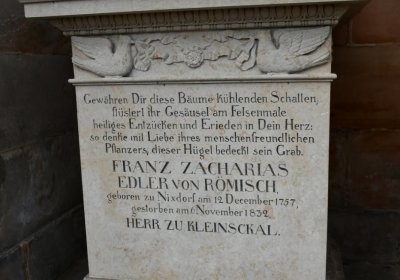 Gewähren Dir diese Bäume kühlenden Schatten,
flüstert ihr Gesäusel am Felsenmale
heiliges Entzücken und Erieden in Dein Herz:
so denke mit Liebe ihres menschenfreundlichen
Pflanzers, dieser Hügel bedeckt sein Grab.
FRANZ ZACHARIAS
EDLER VON RÖMISCH,
geboren zu Nixdorf am 12 December 1757,
gestorben am 6 November 1832,
HERR ZU KLEINSCKAL.